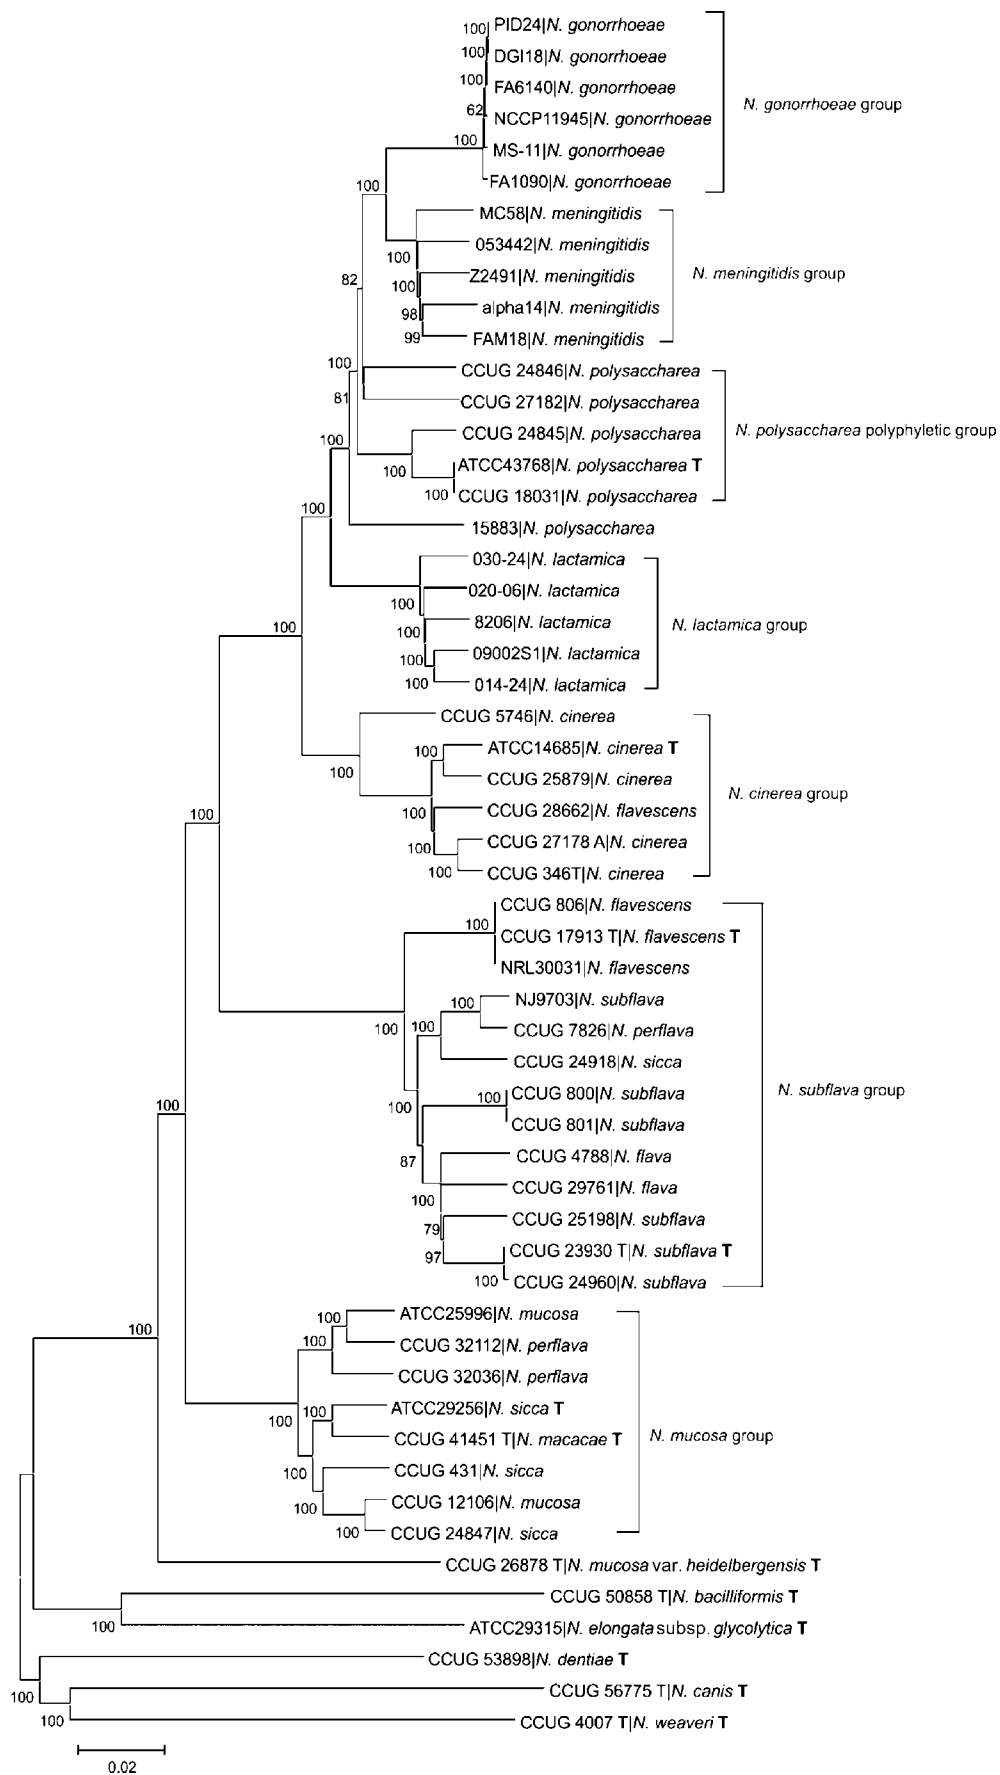 100
PID24|N. gonorrhoeae
100
DGI18|N. gonorrhoeae
100
FA6140|N. gonorrhoeae
N. gonorrhoeae group
62
NCCP11945|N. gonorrhoeae
100
MS-11|N. gonorrhoeae
FA1090|N. gonorrhoeae
100
MC58|N. meningitidis
053442|N. meningitidis
100
Z2491|N. meningitidis
N. meningitidis group
82
100
alpha14|N. meningitidis
98
FAM18|N. meningitidis
99
100
CCUG 24846|N. polysaccharea
81
CCUG 27182|N. polysaccharea
CCUG 24845|N. polysaccharea
N. polysaccharea polyphyletic group
100
ATCC43768|N. polysaccharea T
100
CCUG 18031|N. polysaccharea
100
100
15883|N. polysaccharea
030-24|N. lactamica
020-06|N. lactamica
100
8206|N. lactamica
N. lactamica group
100
100
09002S1|N. lactamica
100
014-24|N. lactamica
100
CCUG 5746|N. cinerea
ATCC14685|N. cinerea T
100
CCUG 25879|N. cinerea
100
N. cinerea group
CCUG 28662|N. flavescens
100
100
CCUG 27178 A|N. cinerea
100
CCUG 346T|N. cinerea
100
CCUG 806|N. flavescens
100
CCUG 17913 T|N. flavescens T
NRL30031|N. flavescens
NJ9703|N. subflava
100
CCUG 7826|N. perflava
100
100
CCUG 24918|N. sicca
CCUG 800|N. subflava
N. subflava group
100
100
CCUG 801|N. subflava
100
CCUG 4788|N. flava
87
CCUG 29761|N. flava
100
CCUG 25198|N. subflava
79
CCUG 23930 T|N. subflava T
97
CCUG 24960|N. subflava
100
ATCC25996|N. mucosa
100
100
CCUG 32112|N. perflava
100
CCUG 32036|N. perflava
ATCC29256|N. sicca T
100
100
CCUG 41451 T|N. macacae T
N. mucosa group
CCUG 431|N. sicca
100
CCUG 12106|N. mucosa
100
CCUG 24847|N. sicca
100
CCUG 26878 T|N. mucosa var. heidelbergensis T
CCUG 50858 T|N. bacilliformis T
100
ATCC29315|N. elongata subsp. glycolytica T
CCUG 53898|N. dentiae T
CCUG 56775 T|N. canis T
100
CCUG 4007 T|N. weaveri T
100
0.02